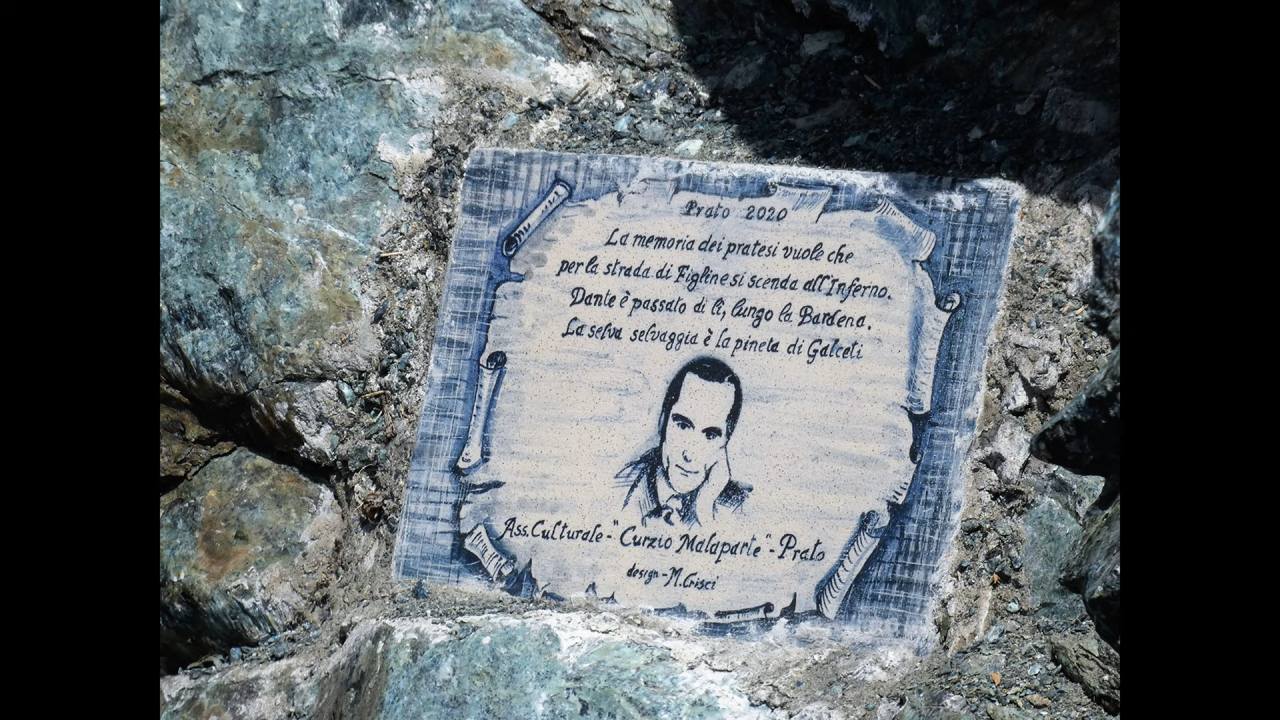 Prato 2020
La memoria dei pratesi vuole che
per la strada di Figline si scenda all'Inferno.
Dante è passato di lì, lungo la Bardena.
La selva selvaggia è la pineta di Galceti
Ass.Culturale-"Curzio Malaparte"-Prato
design-M.Crisci